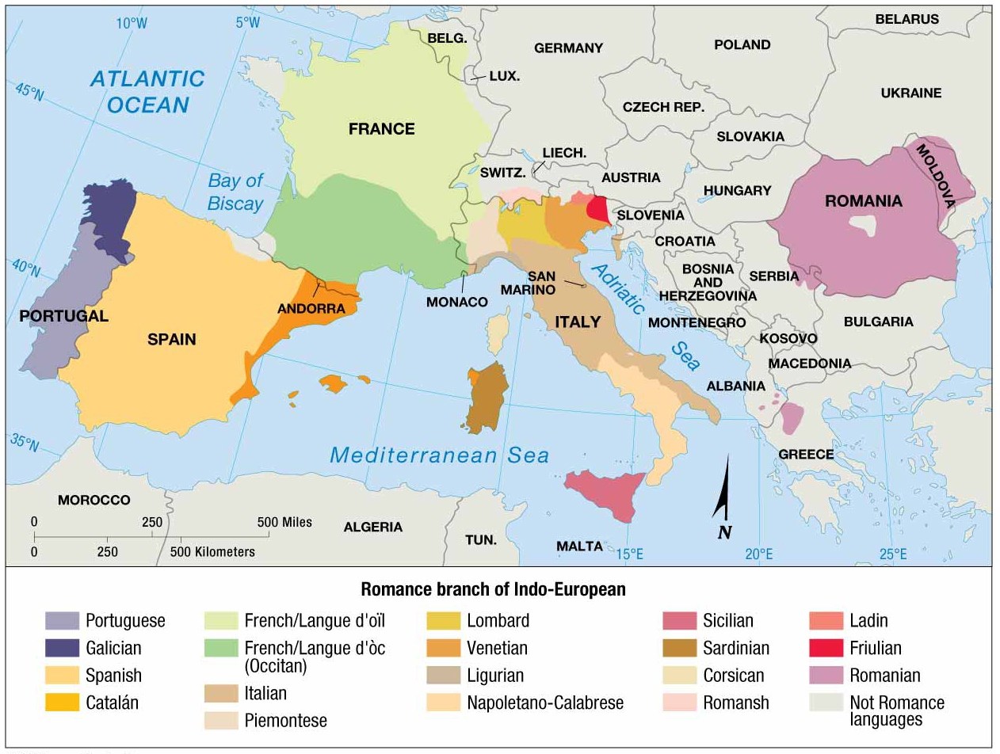 10°W
5°W
BELG.
GERMANY
POLAND
BELARUS
LUX.
ATLANTIC
OCEAN
45°N
UKRAINE
CZECH REP.
FRANCE
SLOVAKIA
LIECH.
SWITZ.
AUSTRIA
MOLDOVA
Bay of
Biscay
HUNGARY
ROMANIA
SLOVENIA
CROATIA
40°N
BOSNIA
AND
HERZEGOVINA
SERBIA
SAN
MARINO
Adriatic
Sea
MONACO
ANDORRA
PORTUGAL
SPAIN
ITALY
MONTENEGRO
BULGARIA
KOSOVO
MACEDONIA
ALBANIA
35°N
Mediterranean Sea
GREECE
MOROCCO
ALGERIA
TUN.
MALTA
N
0 250 500 Miles
0 250 500 Kilometers
15°E
20°E
25°E
Romance branch of Indo-European
Portuguese
Galician
Spanish
Catalán
French/Langue d'oïl
French/Langue d'òc
(Occitan)
Italian
Piemontese
Lombard
Venetian
Ligurian
Napoletano-Calabrese
Sicilian
Sardinian
Corsican
Romansh
Ladin
Friulian
Romanian
Not Romance
languages